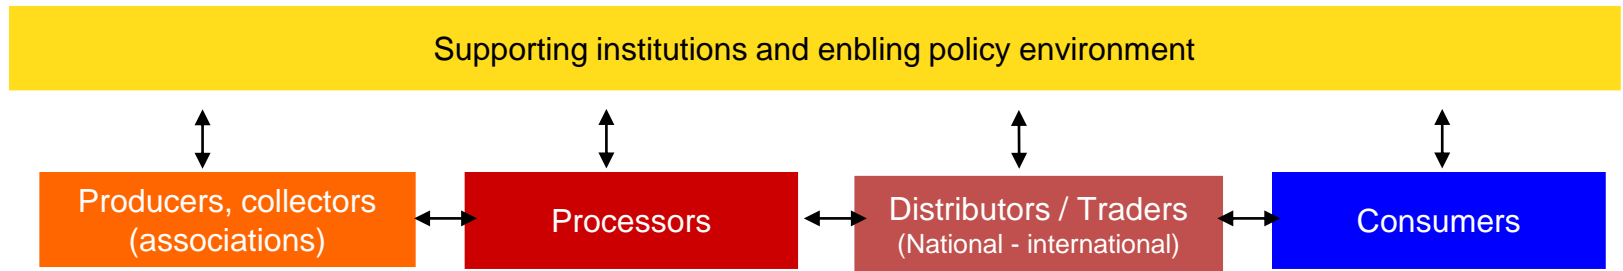 Supporting institutions and enbling policy environment
Producers, collectors
(associations)
Processors
Distributors / Traders
(National - international)
Consumers